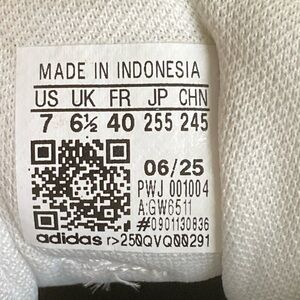 MADE IN INDONESIA
US UK FR JP CHN
7 6½ 40 255 245
06/25
PWJ 001004
A:GW6511
#0901130836
adidas r>250QVQ00291